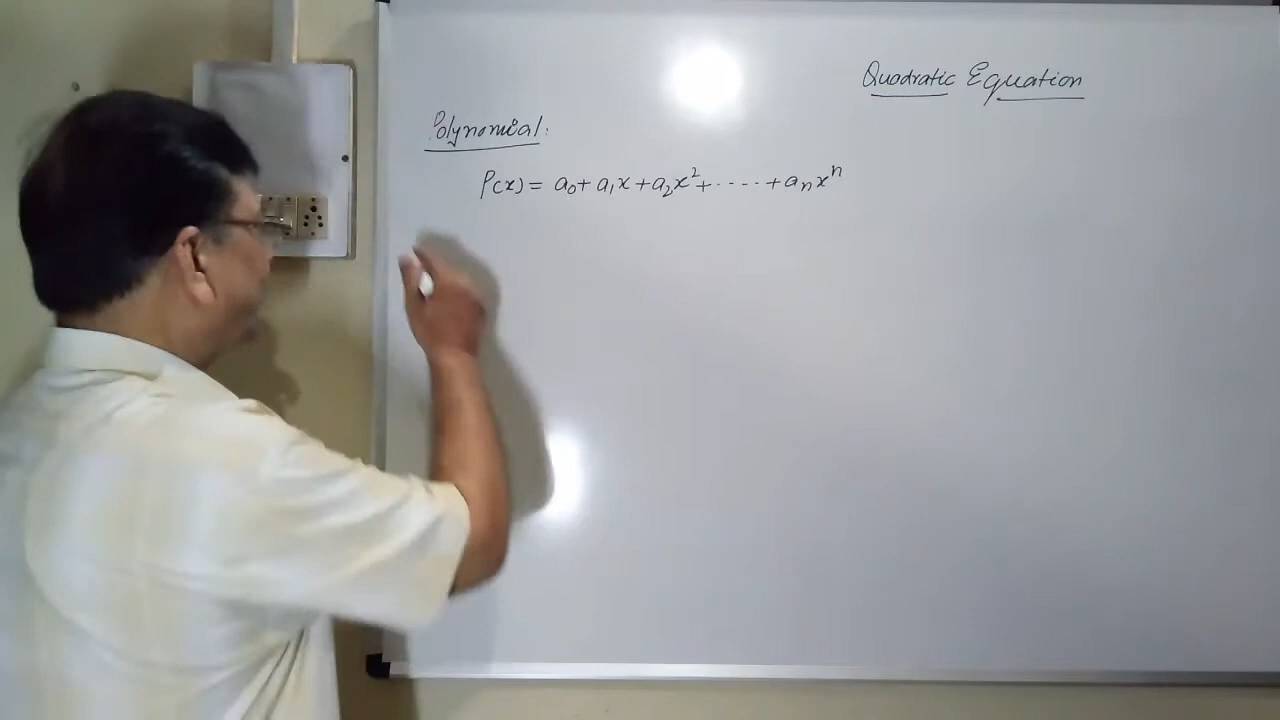 Quadratic Equation
Polynomial:
P(x) = a₀ + a₁x + a₂x² + ····· + aₙxⁿ